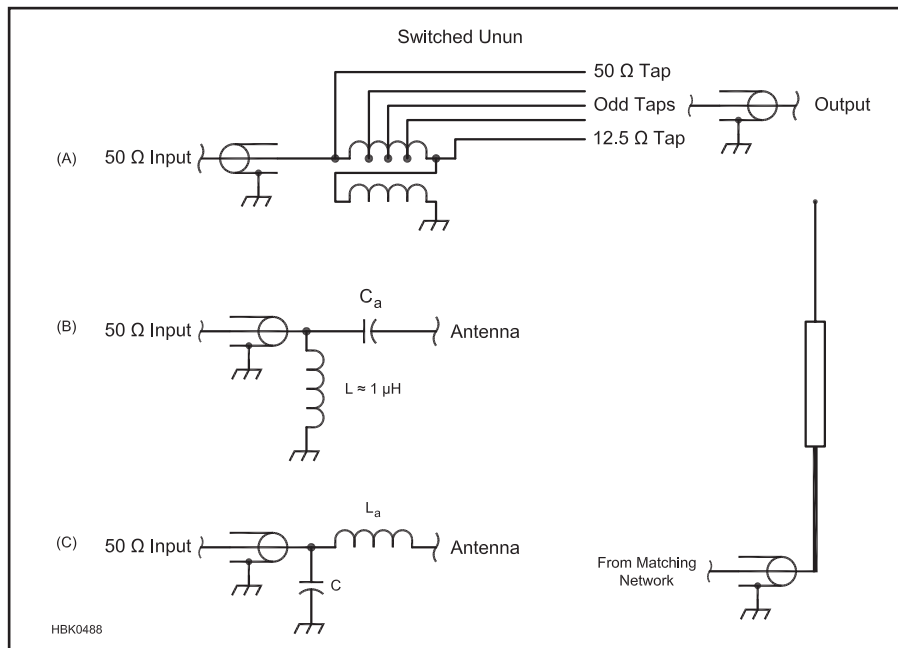 Switched Unun
50 Ω Tap
Odd Taps
Output
12.5 Ω Tap
(A)
50 Ω Input
Ca
(B)
50 Ω Input
Antenna
L ≈ 1 µH
La
(C)
50 Ω Input
Antenna
C
From Matching
Network
HBK0488